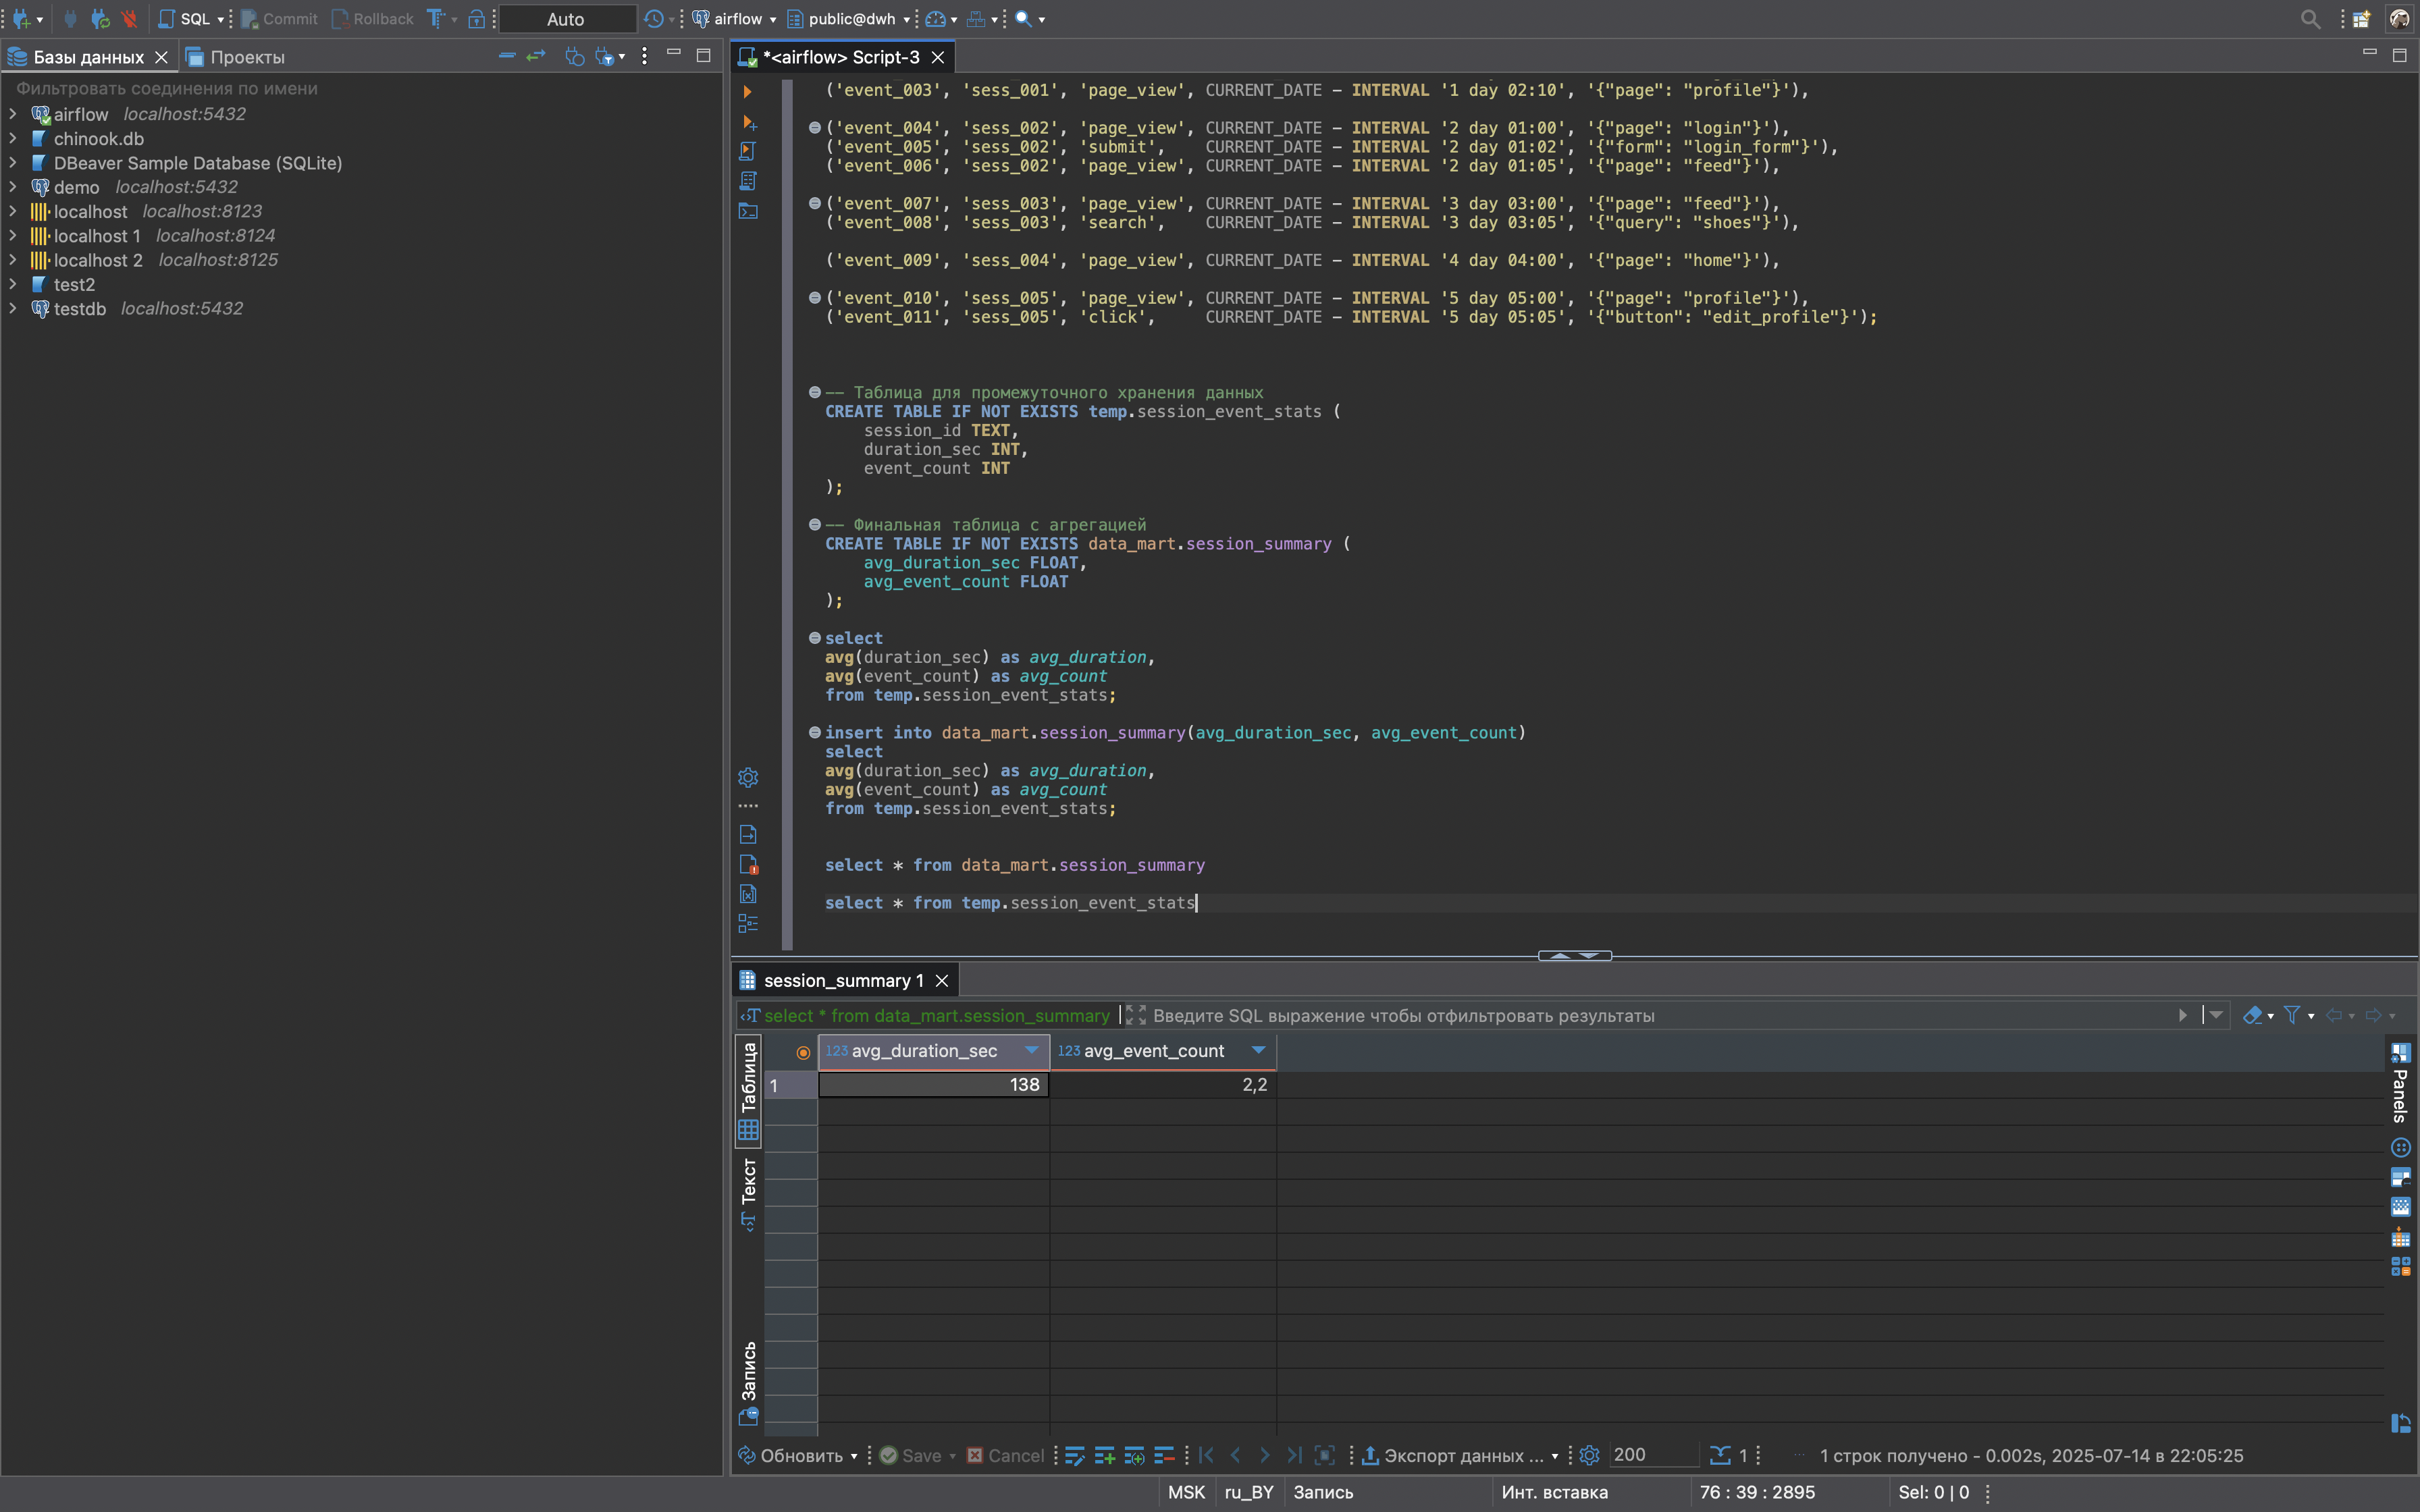 SQL
Commit
Rollback
Auto
airflow
public@dwh
Базы данных
Проекты
Фильтровать соединения по имени
airflow localhost:5432
chinook.db
DBeaver Sample Database (SQLite)
demo localhost:5432
localhost localhost:8123
localhost 1 localhost:8124
localhost 2 localhost:8125
test2
testdb localhost:5432
*<airflow> Script-3
('event_003', 'sess_001', 'page_view', CURRENT_DATE - INTERVAL '1 day 02:10', '{"page": "profile"}'),
('event_004', 'sess_002', 'page_view', CURRENT_DATE - INTERVAL '2 day 01:00', '{"page": "login"}'),
('event_005', 'sess_002', 'submit', CURRENT_DATE - INTERVAL '2 day 01:02', '{"form": "login_form"}'),
('event_006', 'sess_002', 'page_view', CURRENT_DATE - INTERVAL '2 day 01:05', '{"page": "feed"}'),
('event_007', 'sess_003', 'page_view', CURRENT_DATE - INTERVAL '3 day 03:00', '{"page": "feed"}'),
('event_008', 'sess_003', 'search', CURRENT_DATE - INTERVAL '3 day 03:05', '{"query": "shoes"}'),
('event_009', 'sess_004', 'page_view', CURRENT_DATE - INTERVAL '4 day 04:00', '{"page": "home"}'),
('event_010', 'sess_005', 'page_view', CURRENT_DATE - INTERVAL '5 day 05:00', '{"page": "profile"}'),
('event_011', 'sess_005', 'click', CURRENT_DATE - INTERVAL '5 day 05:05', '{"button": "edit_profile"}');
-- Таблица для промежуточного хранения данных
CREATE TABLE IF NOT EXISTS temp.session_event_stats (
session_id TEXT,
duration_sec INT,
event_count INT
);
-- Финальная таблица с агрегацией
CREATE TABLE IF NOT EXISTS data_mart.session_summary (
avg_duration_sec FLOAT,
avg_event_count FLOAT
);
select
avg(duration_sec) as avg_duration,
avg(event_count) as avg_count
from temp.session_event_stats;
insert into data_mart.session_summary(avg_duration_sec, avg_event_count)
select
avg(duration_sec) as avg_duration,
avg(event_count) as avg_count
from temp.session_event_stats;
select * from data_mart.session_summary
select * from temp.session_event_stats
session_summary 1
select * from data_mart.session_summary
Введите SQL выражение чтобы отфильтровать результаты
Таблица
Текст
Запись
123 avg_duration_sec
123 avg_event_count
1
138
2,2
Panels
Обновить
Save
Cancel
Экспорт данных ...
200
1
1 строк получено - 0.002s, 2025-07-14 в 22:05:25
MSK
ru_BY
Запись
Инт. вставка
76 : 39 : 2895
Sel: 0 | 0